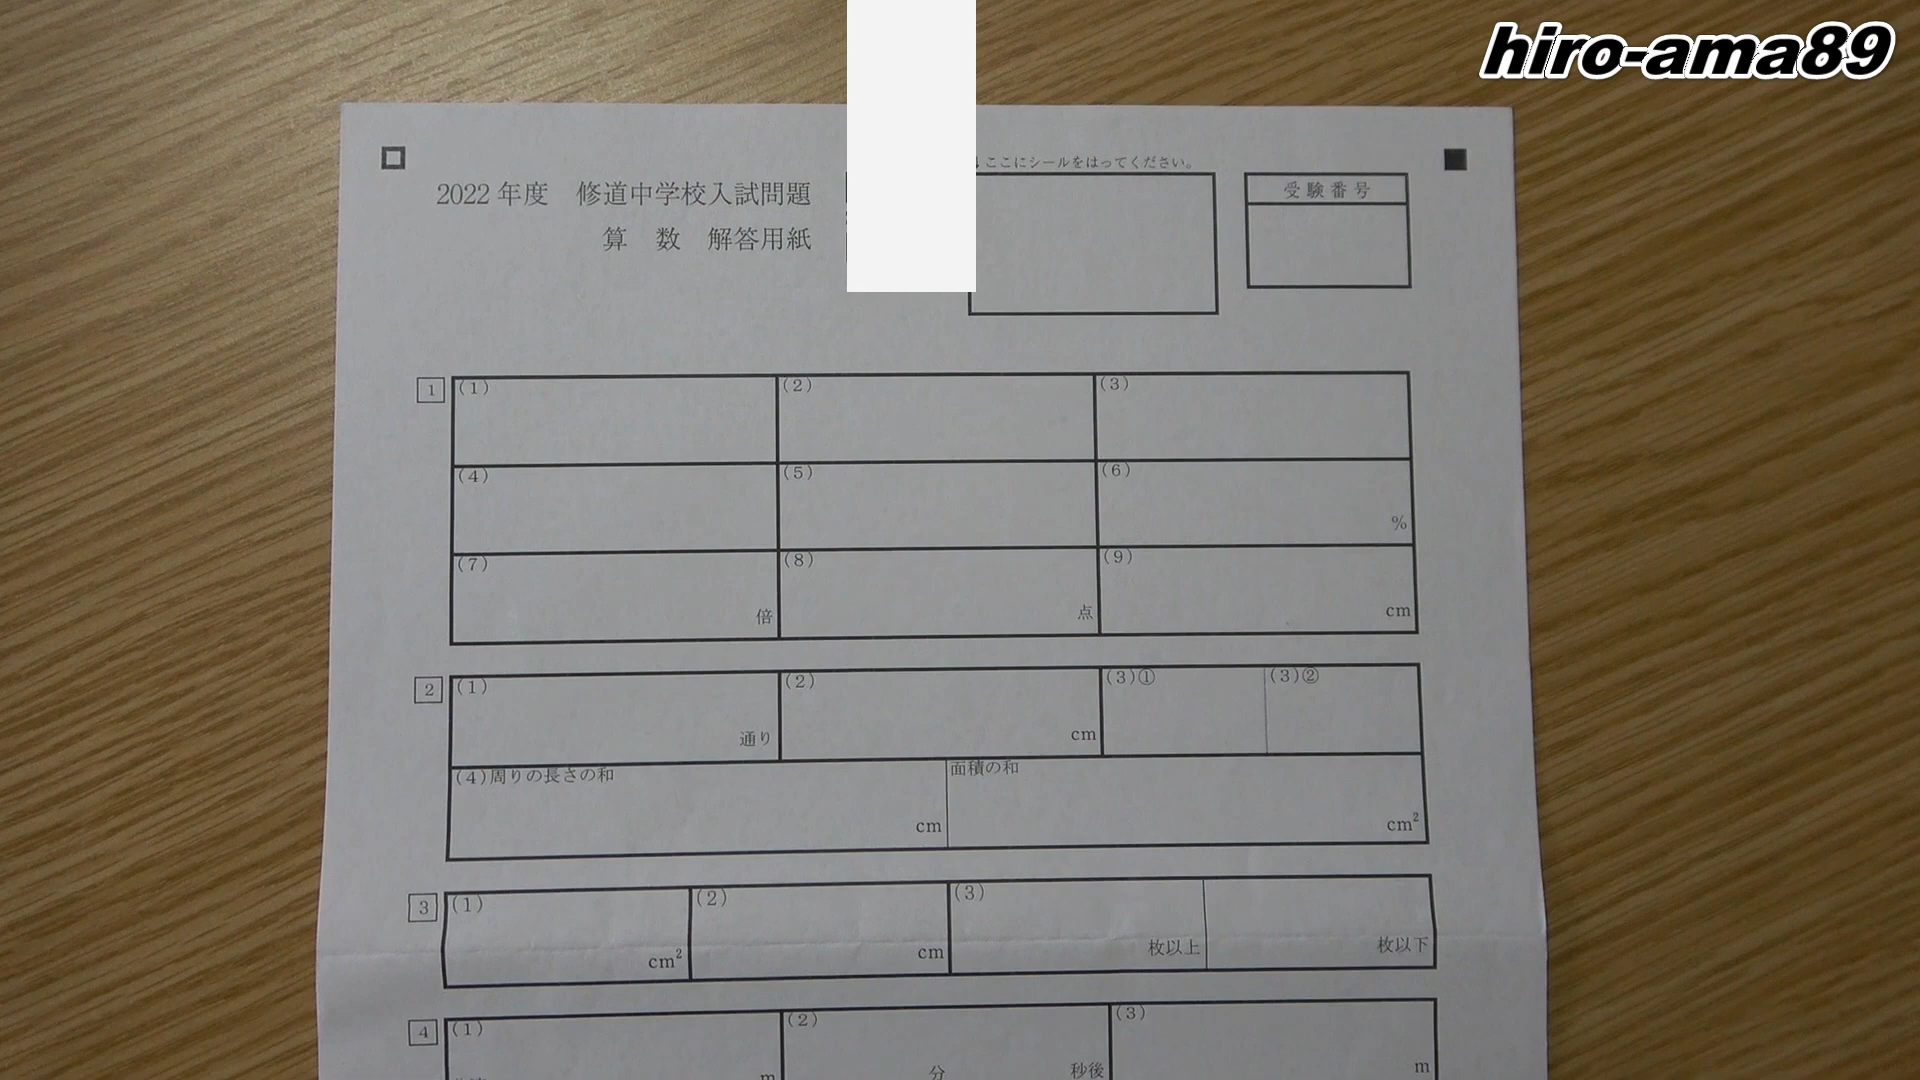 hiro-ama89
ここにシールをはってください。
2022年度 修道中学校入試問題
算 数 解答用紙
受験番号
1
(1) (2) (3)
(4) (5) (6)
%
(7) (8) (9)
倍 点 cm
2
(1) (2) (3)① (3)②
通り cm
(4)周りの長さの和 面積の和
cm cm²
3
(1) (2) (3)
cm² cm 枚以上 枚以下
4
(1) (2) (3)
m 分 秒後 m